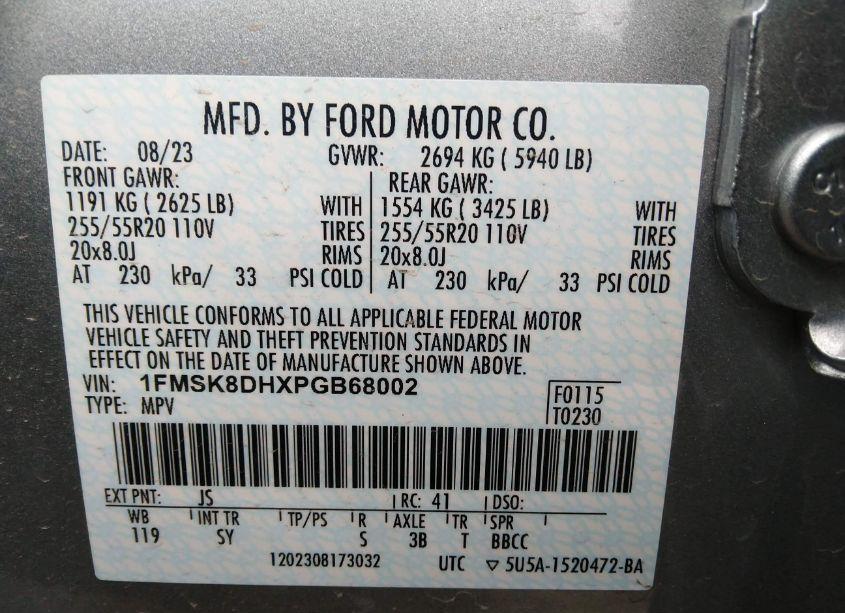 MFD. BY FORD MOTOR CO.
DATE: 08/23 GVWR: 2694 KG ( 5940 LB)
FRONT GAWR: REAR GAWR:
1191 KG ( 2625 LB) WITH 1554 KG ( 3425 LB) WITH
255/55R20 110V TIRES 255/55R20 110V TIRES
20x8.0J RIMS 20x8.0J RIMS
AT 230 kPa/ 33 PSI COLD AT 230 kPa/ 33 PSI COLD
THIS VEHICLE CONFORMS TO ALL APPLICABLE FEDERAL MOTOR
VEHICLE SAFETY AND THEFT PREVENTION STANDARDS IN
EFFECT ON THE DATE OF MANUFACTURE SHOWN ABOVE.
VIN: 1FMSK8DHXPGB68002 F0115
TYPE: MPV T0230
EXT PNT: JS RC: 41 DSO:
WB INT TR TP/PS R AXLE TR SPR
119 SY S 3B T BBCC
1202308173032 UTC ▽ 5U5A-1520472-BA